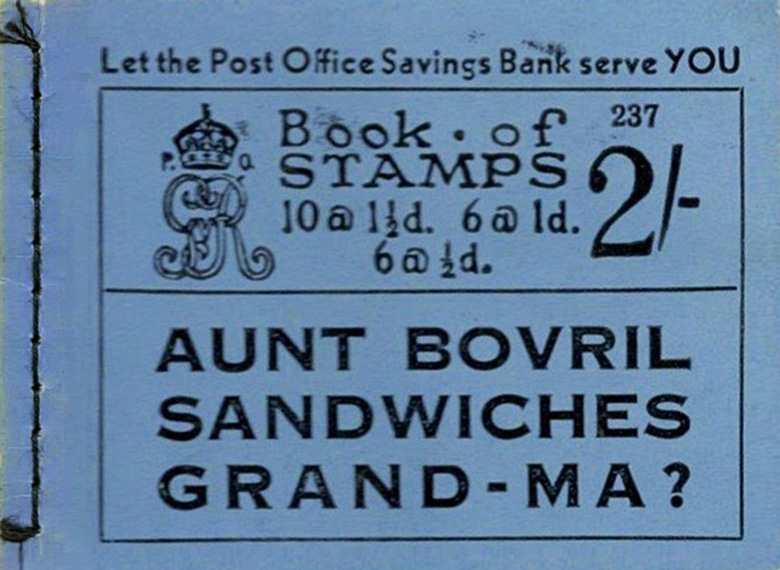 Let the Post Office Savings Bank serve YOU
Book · of
STAMPS
10 @ 1½d. 6 @ 1d.
6 @ ½d.
237
2/-
P. O.
GR
AUNT BOVRIL
SANDWICHES
GRAND-MA?